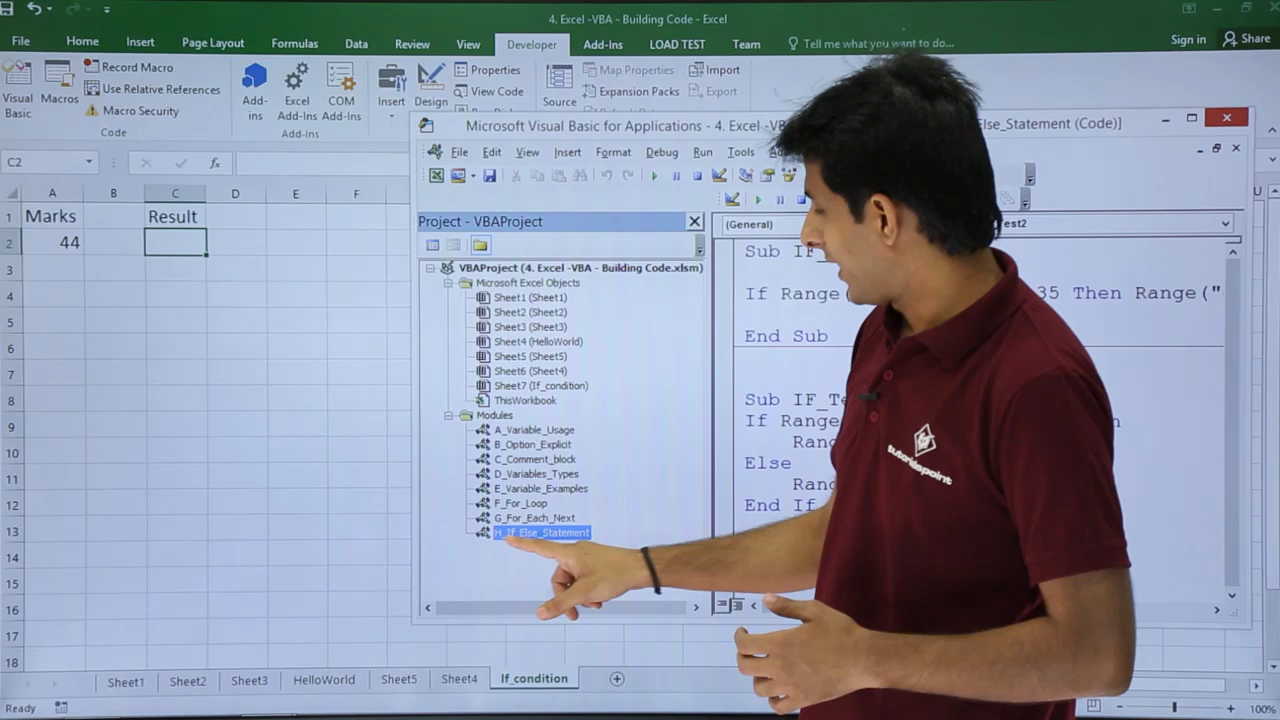 4. Excel -VBA - Building Code - Excel
File Home Insert Page Layout Formulas Data Review View Developer Add-Ins LOAD TEST Team Tell me what you want to do... Sign in Share
Visual Basic
Macros
Record Macro
Use Relative References
Macro Security
Code
Add-ins
Excel Add-Ins
COM Add-Ins
Add-Ins
Insert
Design
Properties
View Code
Source
Map Properties
Expansion Packs
Import
Export
C2
fx
A B C D E F
1 Marks Result
2 44
3
4
5
6
7
8
9
10
11
12
13
14
15
16
17
18
U
Microsoft Visual Basic for Applications - 4. Excel -VB
Else_Statement (Code)]
File Edit View Insert Format Debug Run Tools
Project - VBAProject
VBAProject (4. Excel -VBA - Building Code.xlsm)
Microsoft Excel Objects
Sheet1 (Sheet1)
Sheet2 (Sheet2)
Sheet3 (Sheet3)
Sheet4 (HelloWorld)
Sheet5 (Sheet5)
Sheet6 (Sheet4)
Sheet7 (If_condition)
ThisWorkbook
Modules
A_Variable_Usage
B_Option_Explicit
C_Comment_block
D_Variables_Types
E_Variable_Examples
F_For_Loop
G_For_Each_Next
H_If_Else_Statement
(General)
est2
Sub IF_
If Range( 35 Then Range("
End Sub
Sub IF_Te
If Range n
Ran
Else
Ran
End If
tutorialspoint
Sheet1 Sheet2 Sheet3 HelloWorld Sheet5 Sheet4 If_condition
Ready
100%